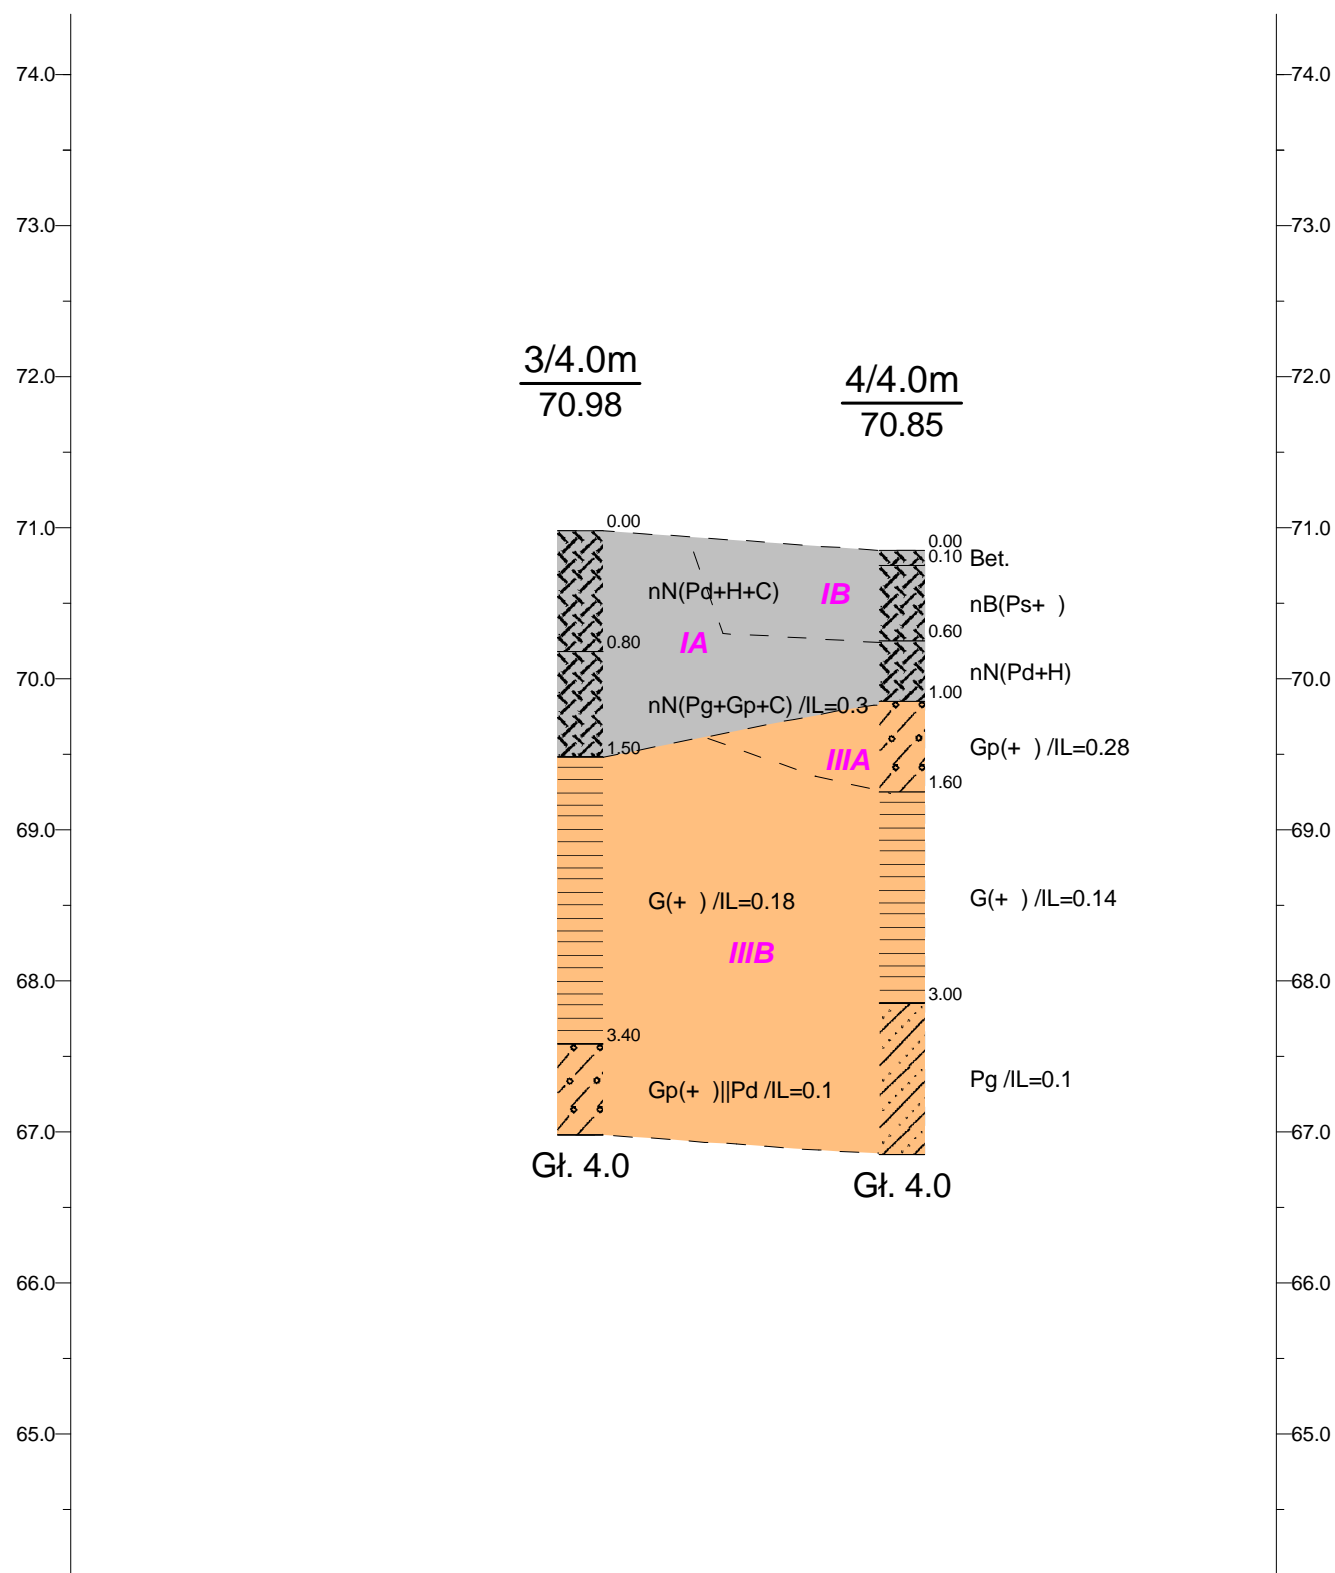 74.0
74.0
73.0
73.0
3/4.0m
70.98
4/4.0m
70.85
72.0
72.0
71.0
71.0
0.00
0.00
0.10
Bet.
nN(Pd+H+C)
IB
nB(Ps+ )
0.60
0.80
IA
nN(Pd+H)
70.0
70.0
1.00
nN(Pg+Gp+C) /IL=0.3
1.50
IIIA
Gp(+ ) /IL=0.28
1.60
69.0
69.0
G(+ ) /IL=0.18
G(+ ) /IL=0.14
IIIB
68.0
68.0
3.00
3.40
Gp(+ )||Pd /IL=0.1
Pg /IL=0.1
67.0
67.0
Gł. 4.0
Gł. 4.0
66.0
66.0
65.0
65.0